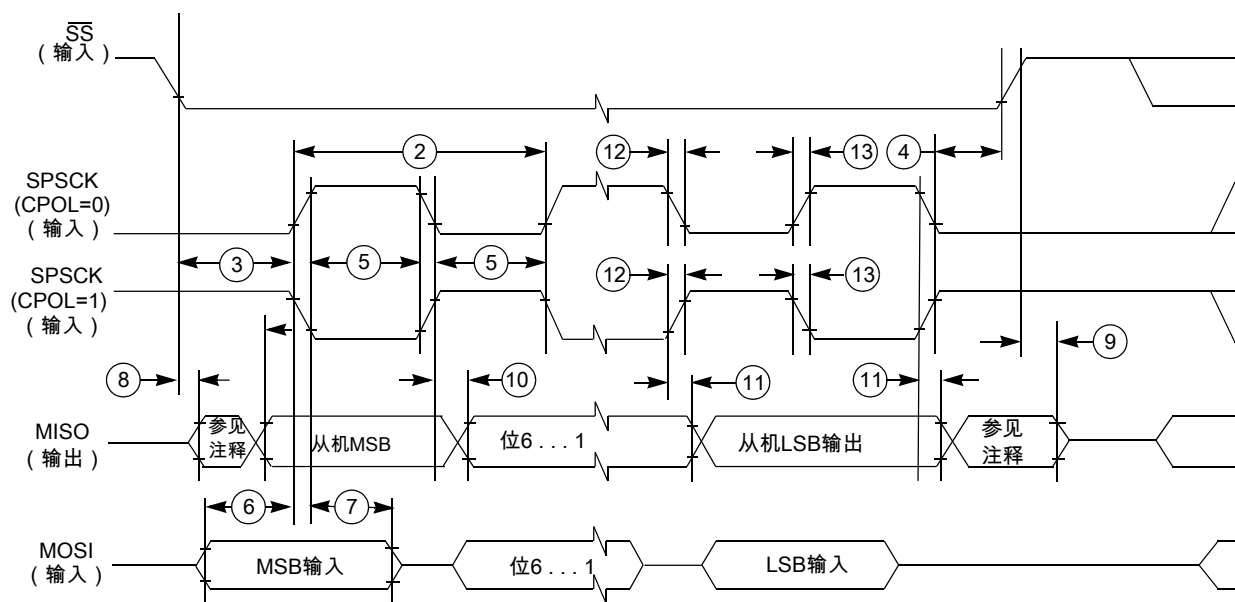 SS
(输入)
2
12
13
4
SPSCK
(CPOL=0)
(输入)
3
5
5
SPSCK
(CPOL=1)
(输入)
12
13
9
8
10
11
11
MISO
(输出)
参见
注释
从机MSB
位6 . . . 1
从机LSB输出
参见
注释
6
7
MOSI
(输入)
MSB输入
位6 . . . 1
LSB输入